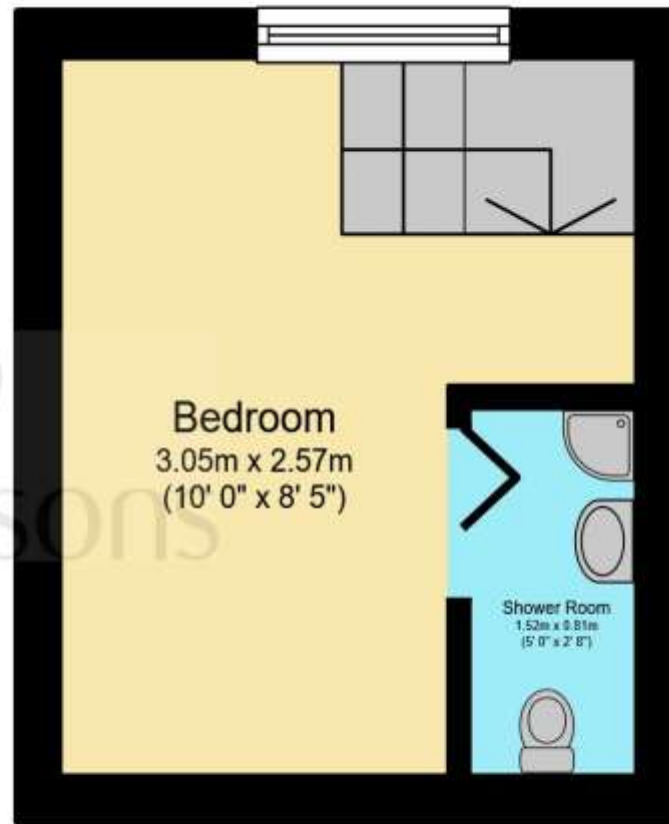 Bedroom
3.05m x 2.57m
(10' 0" x 8' 5")
sons
Shower Room
1.52m x 0.81m
(5' 0" x 2' 8")